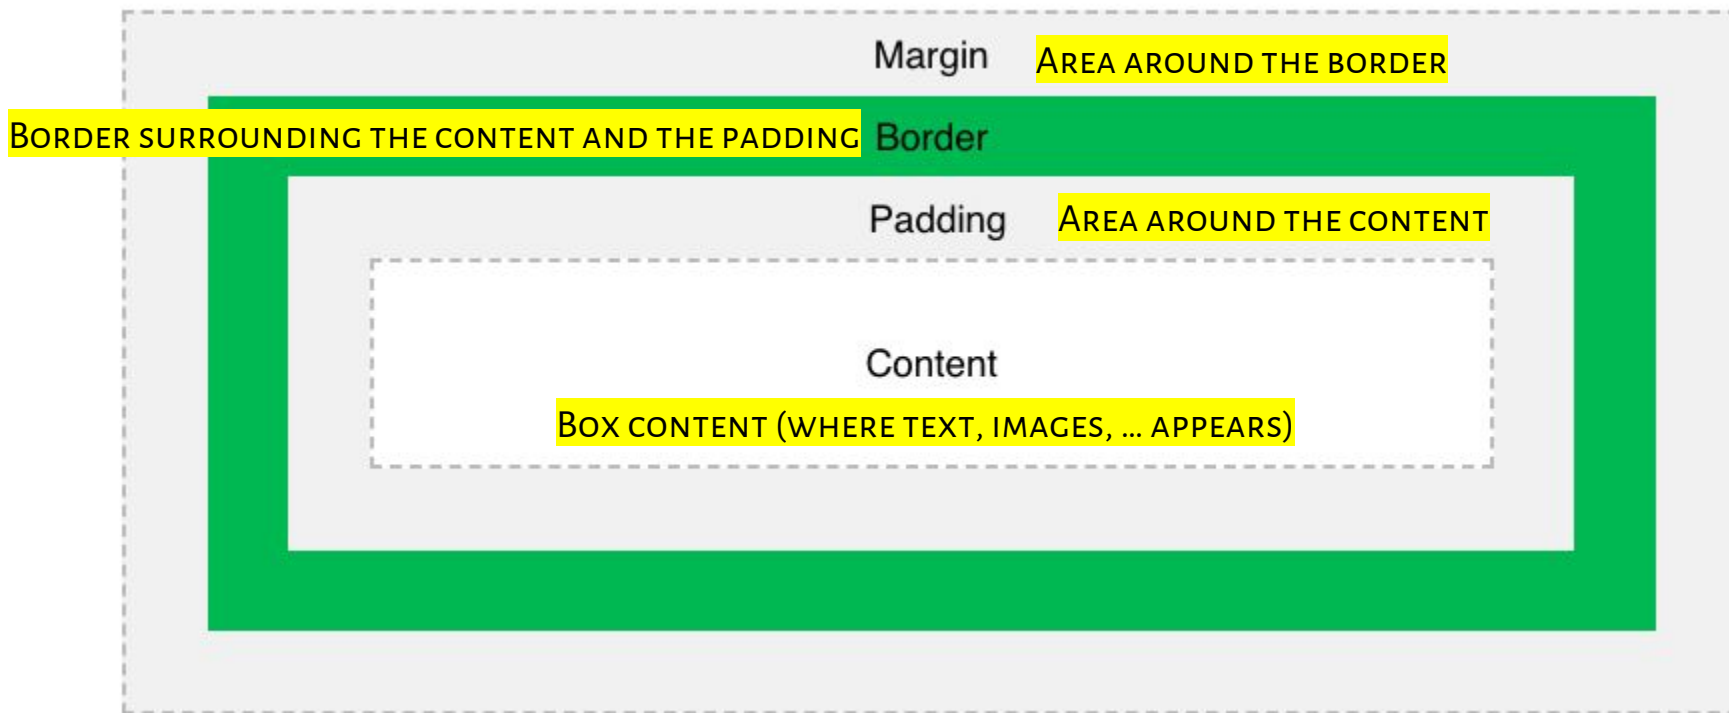 Margin AREA AROUND THE BORDER
BORDER SURROUNDING THE CONTENT AND THE PADDING Border
Padding AREA AROUND THE CONTENT
Content
BOX CONTENT (WHERE TEXT, IMAGES, ... APPEARS)